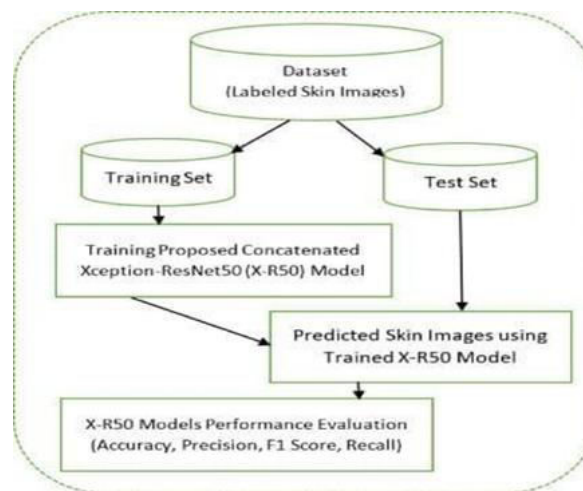 Dataset
(Labeled Skin Images)
Training Set
Test Set
Training Proposed Concatenated
Xception-ResNet50 (X-R50) Model
Predicted Skin Images using
Trained X-R50 Model
X-R50 Models Performance Evaluation
(Accuracy, Precision, F1 Score, Recall)